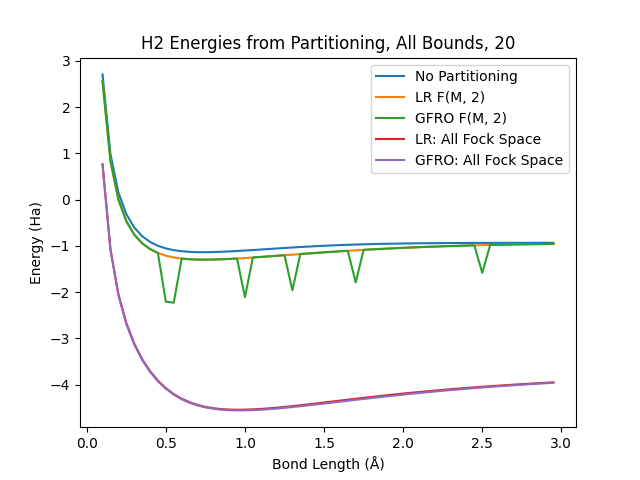 H2 Energies from Partitioning, All Bounds, 20
No Partitioning
LR F(M, 2)
GFRO F(M, 2)
LR: All Fock Space
GFRO: All Fock Space
Energy (Ha)
3
2
1
0
−1
−2
−3
−4
0.0 0.5 1.0 1.5 2.0 2.5 3.0
Bond Length (Å)